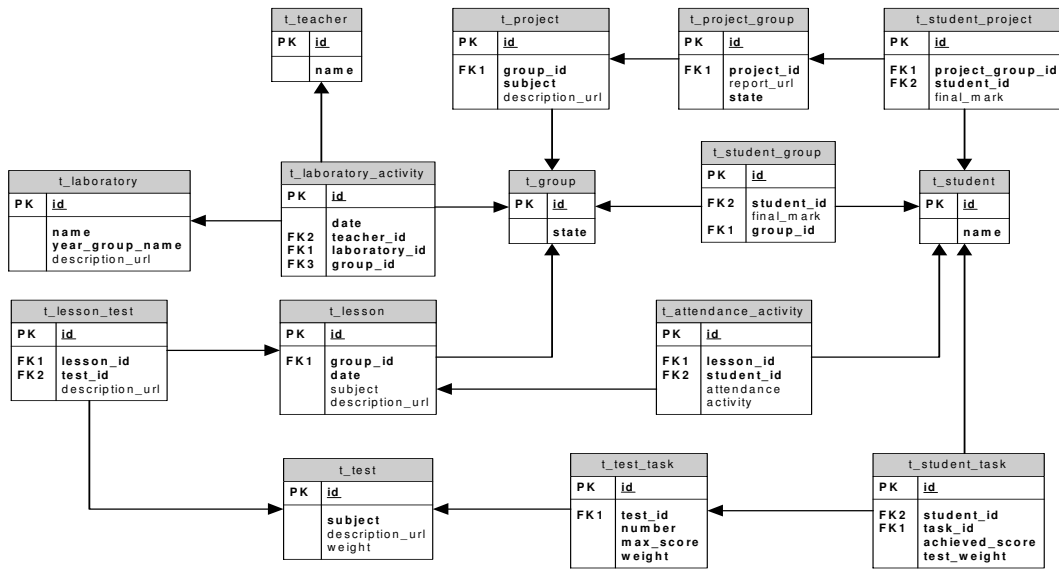 t_teacher
PK id
name
t_project
PK id
FK1 group_id
subject
description_url
t_project_group
PK id
FK1 project_id
report_url
state
t_student_project
PK id
FK1 project_group_id
FK2 student_id
final_mark
t_laboratory
PK id
name
year_group_name
description_url
t_laboratory_activity
PK id
date
FK2 teacher_id
FK1 laboratory_id
FK3 group_id
t_group
PK id
state
t_student_group
PK id
FK2 student_id
final_mark
FK1 group_id
t_student
PK id
name
t_lesson_test
PK id
FK1 lesson_id
FK2 test_id
description_url
t_lesson
PK id
FK1 group_id
date
subject
description_url
t_attendance_activity
PK id
FK1 lesson_id
FK2 student_id
attendance
activity
t_test
PK id
subject
description_url
weight
t_test_task
PK id
FK1 test_id
number
max_score
weight
t_student_task
PK id
FK2 student_id
FK1 task_id
achieved_score
test_weight